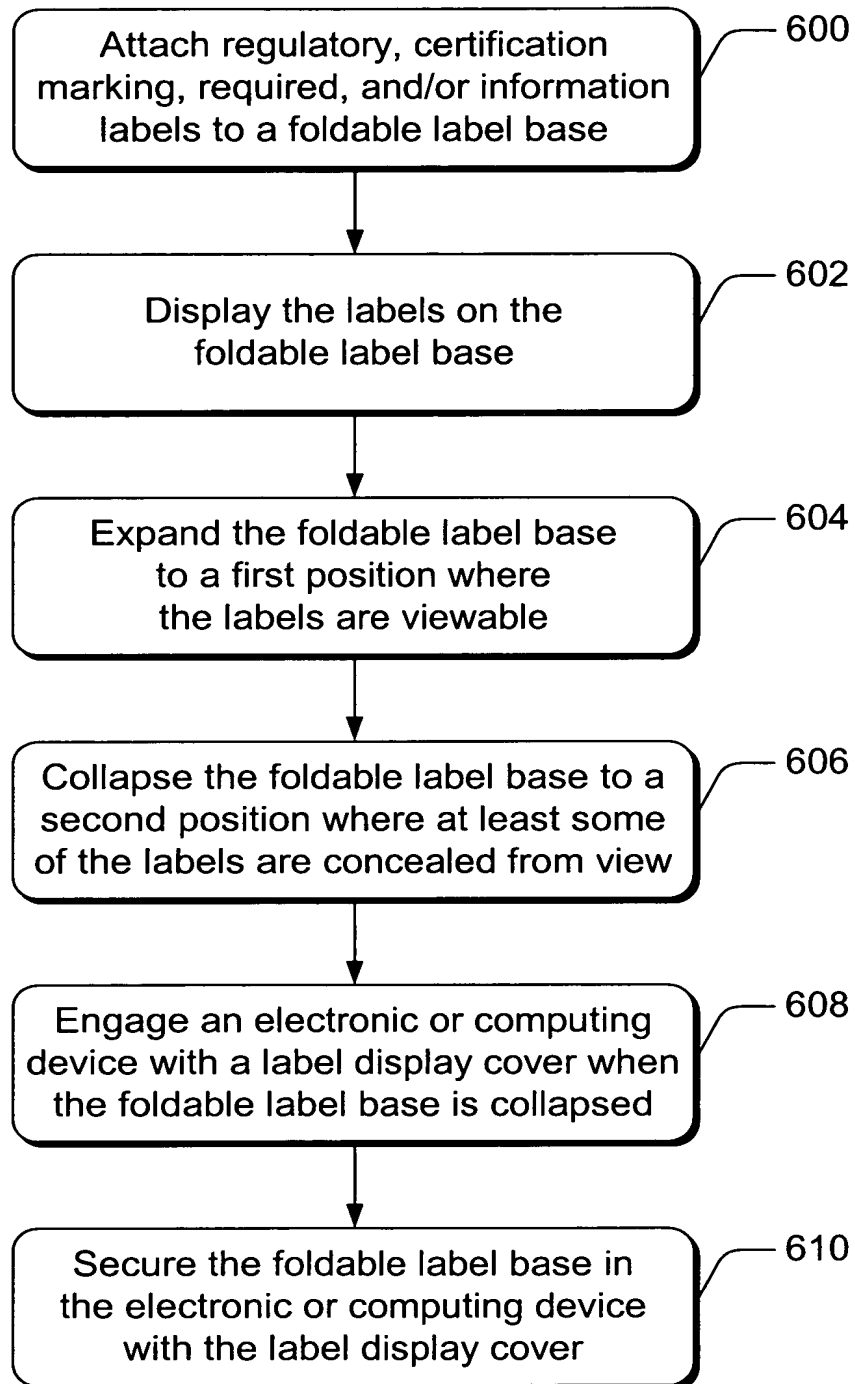 Attach regulatory, certification
marking, required, and/or information
labels to a foldable label base
600
Display the labels on the
foldable label base
602
Expand the foldable label base
to a first position where
the labels are viewable
604
Collapse the foldable label base to a
second position where at least some
of the labels are concealed from view
606
Engage an electronic or computing
device with a label display cover when
the foldable label base is collapsed
608
Secure the foldable label base in
the electronic or computing device
with the label display cover
610